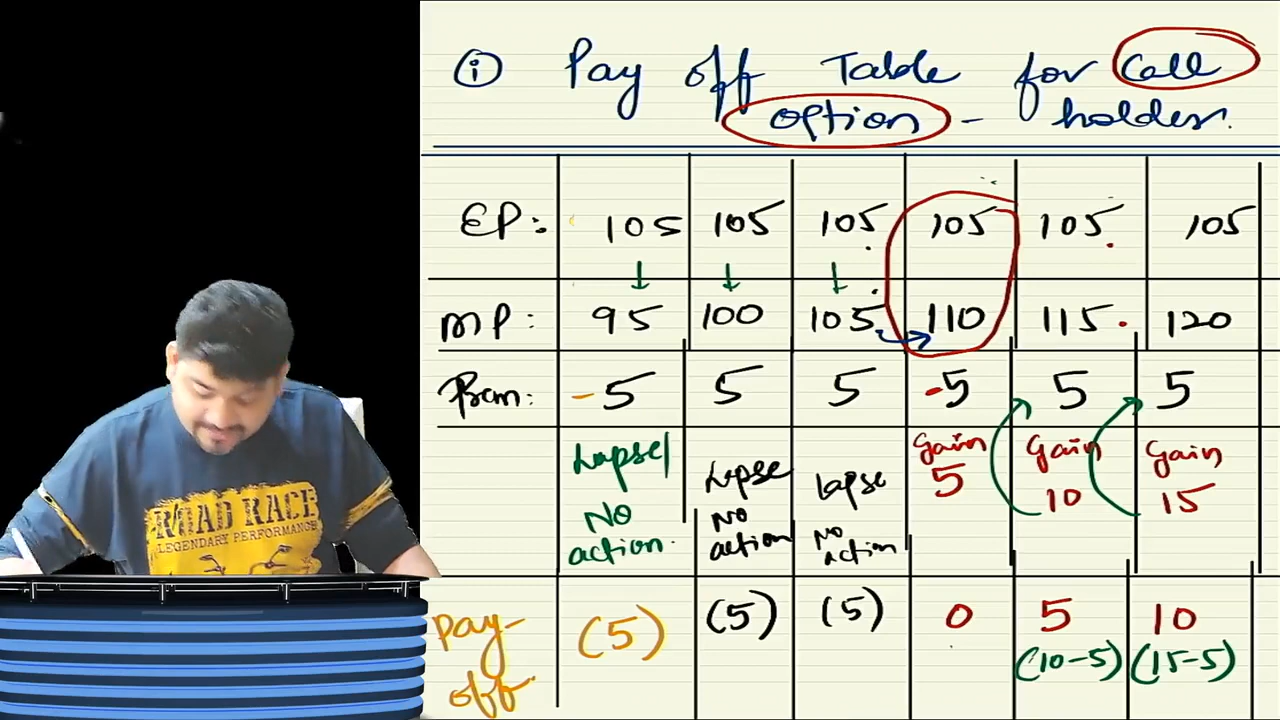 (i) Pay off Table for Call
option - holder.
EP: 105 105 105 105 105 105
MP: 95 100 105 110 115 120
Prem: -5 5 5 -5 5 5
Lapse/ Lapse Lapse Gain Gain Gain
5 10 15
No No No
action. action action
Pay- (5) (5) (5) 0 5 10
off (10-5) (15-5)
ROAD RACE
LEGENDARY PERFORMANCE